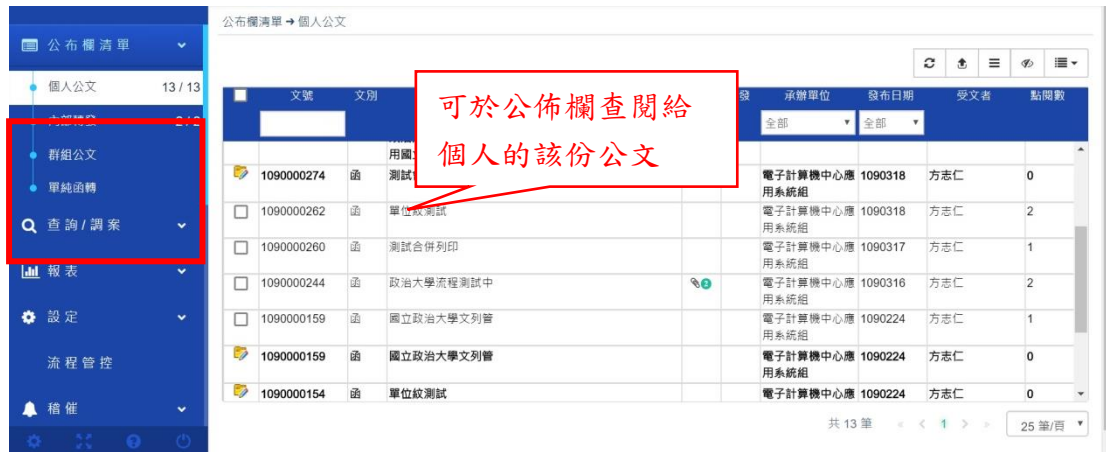 公布欄清單 ➔ 個人公文
公布欄清單
個人公文 13 / 13
群組公文
單純函轉
查詢/調案
報表
設定
流程管控
稽催
可於公佈欄查閱給
個人的該份公文
文號 文別 發 承辦單位 發布日期 受文者 點閱數
全部 全部
用國
1090000274 函 測試 電子計算機中心應 1090318 方志仁 0
用系統組
1090000262 函 單位紋測試 電子計算機中心應 1090318 方志仁 2
用系統組
1090000260 函 測試合併列印 電子計算機中心應 1090317 方志仁 1
用系統組
1090000244 函 政治大學流程測試中 3 電子計算機中心應 1090316 方志仁 2
用系統組
1090000159 函 國立政治大學文列管 電子計算機中心應 1090224 方志仁 1
用系統組
1090000159 函 國立政治大學文列管 電子計算機中心應 1090224 方志仁 0
用系統組
1090000154 函 單位紋測試 電子計算機中心應 1090224 方志仁 0
共 13 筆 « < 1 > » 25 筆/頁